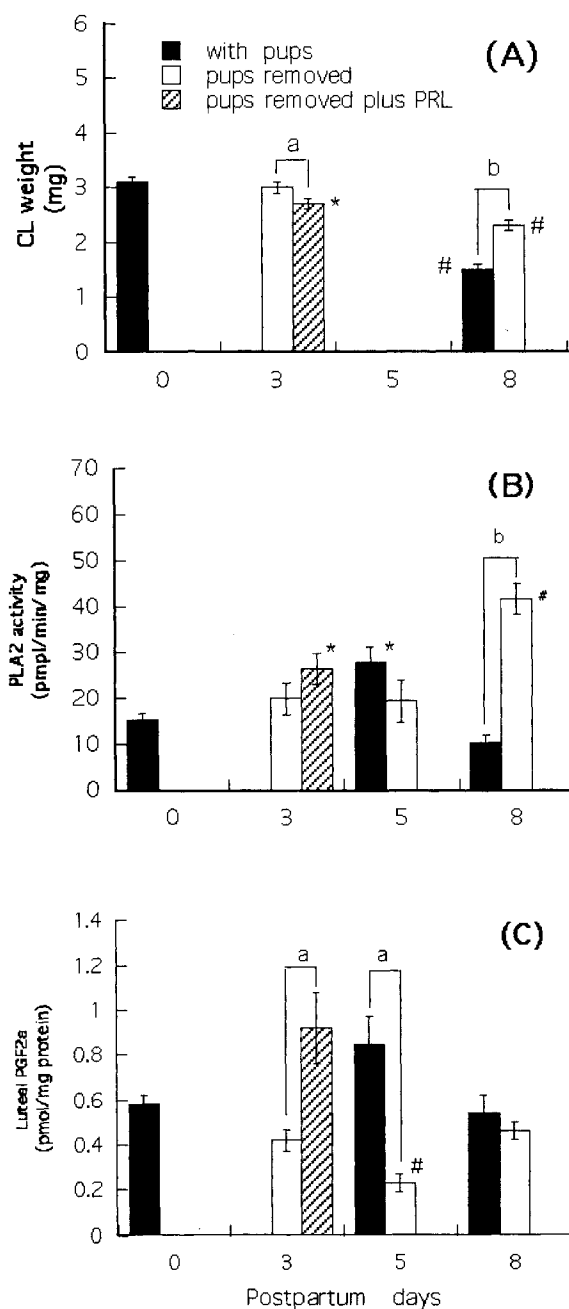 (A)
with pups
pups removed
pups removed plus PRL
CL weight
(mg)
6
5
4
3
2
1
0
a
*
b
#
#
0 3 5 8
(B)
PLA2 activity
(pmpl/min/mg)
70
60
50
40
30
20
10
0
*
*
b
#
0 3 5 8
(C)
Luteal PGF2a
(pmol/mg protein)
1.4
1.2
1
0.8
0.6
0.4
0.2
0
a
a
#
0 3 5 8
Postpartum days